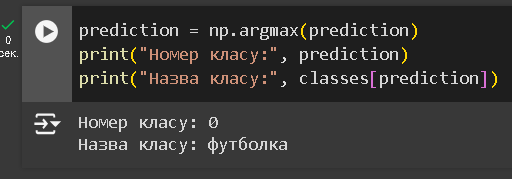 0
сек.
prediction = np.argmax(prediction)
print("Номер класу:", prediction)
print("Назва класу:", classes[prediction])
Номер класу: 0
Назва класу: футболка